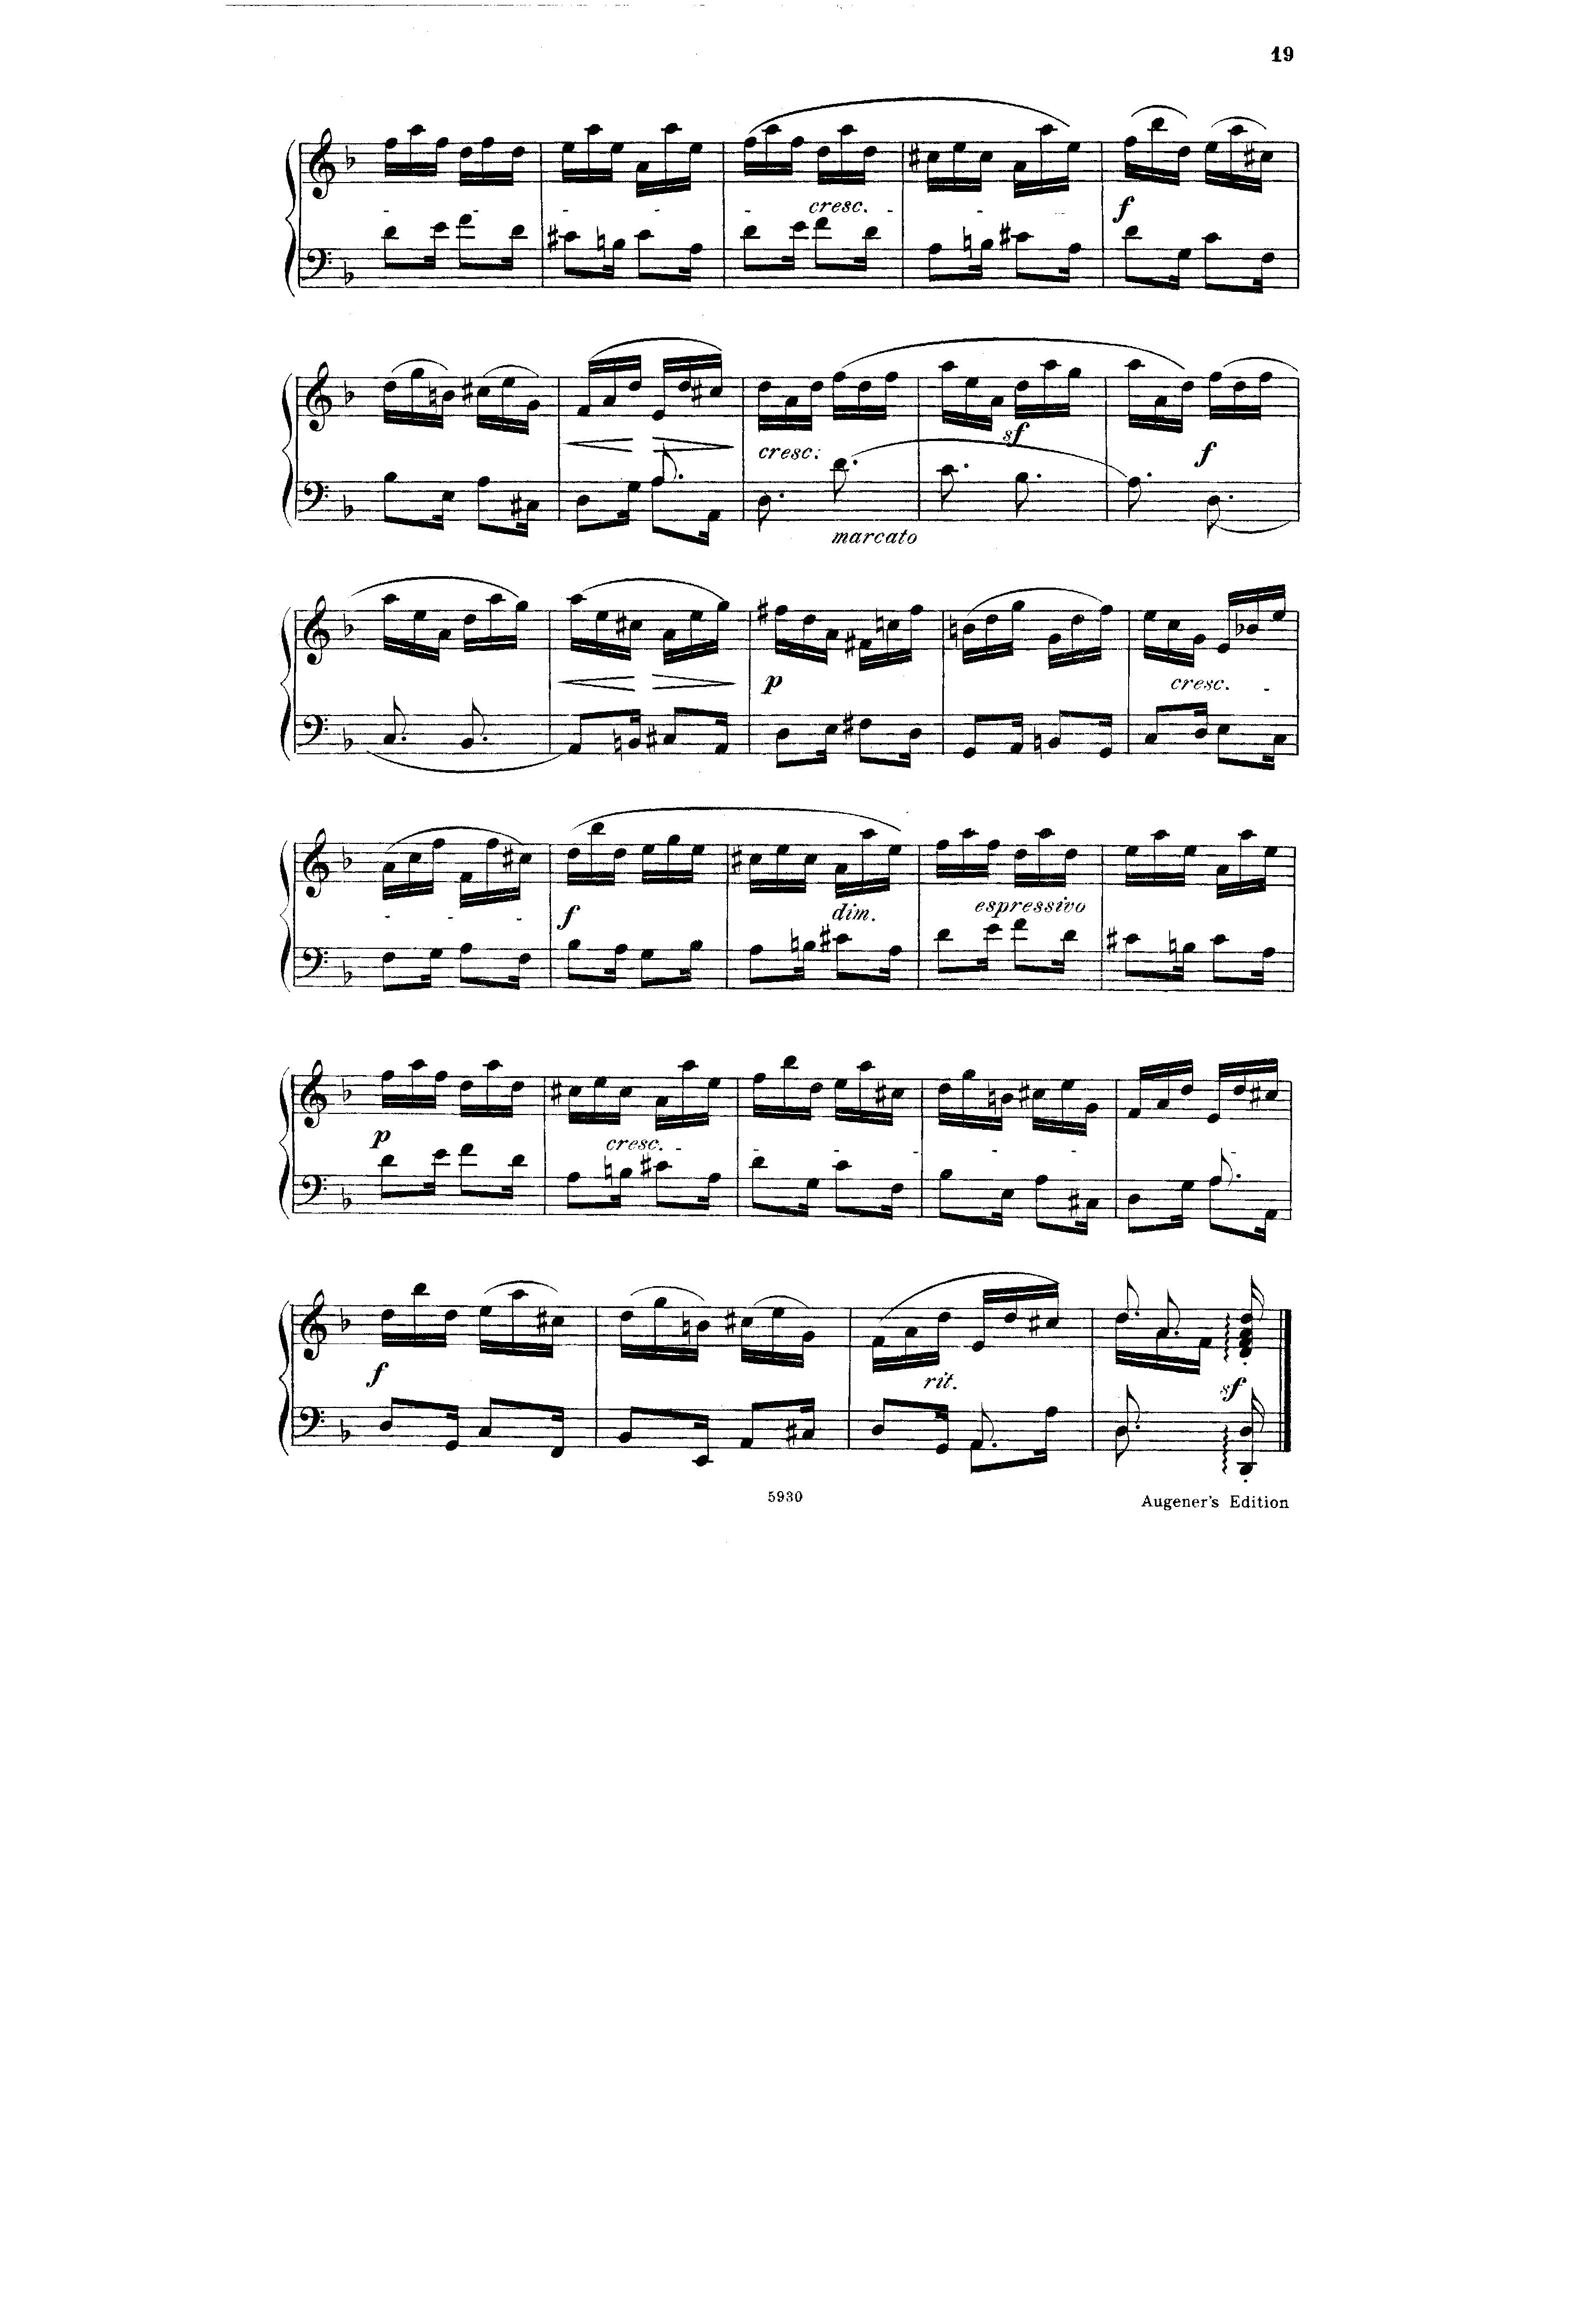 19
cresc.
f
cresc:
sf
f
marcato
p
cresc.
f
dim.
espressivo
p
cresc.
f
rit.
sf
5930
Augener's Edition